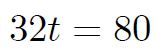 32t = 80